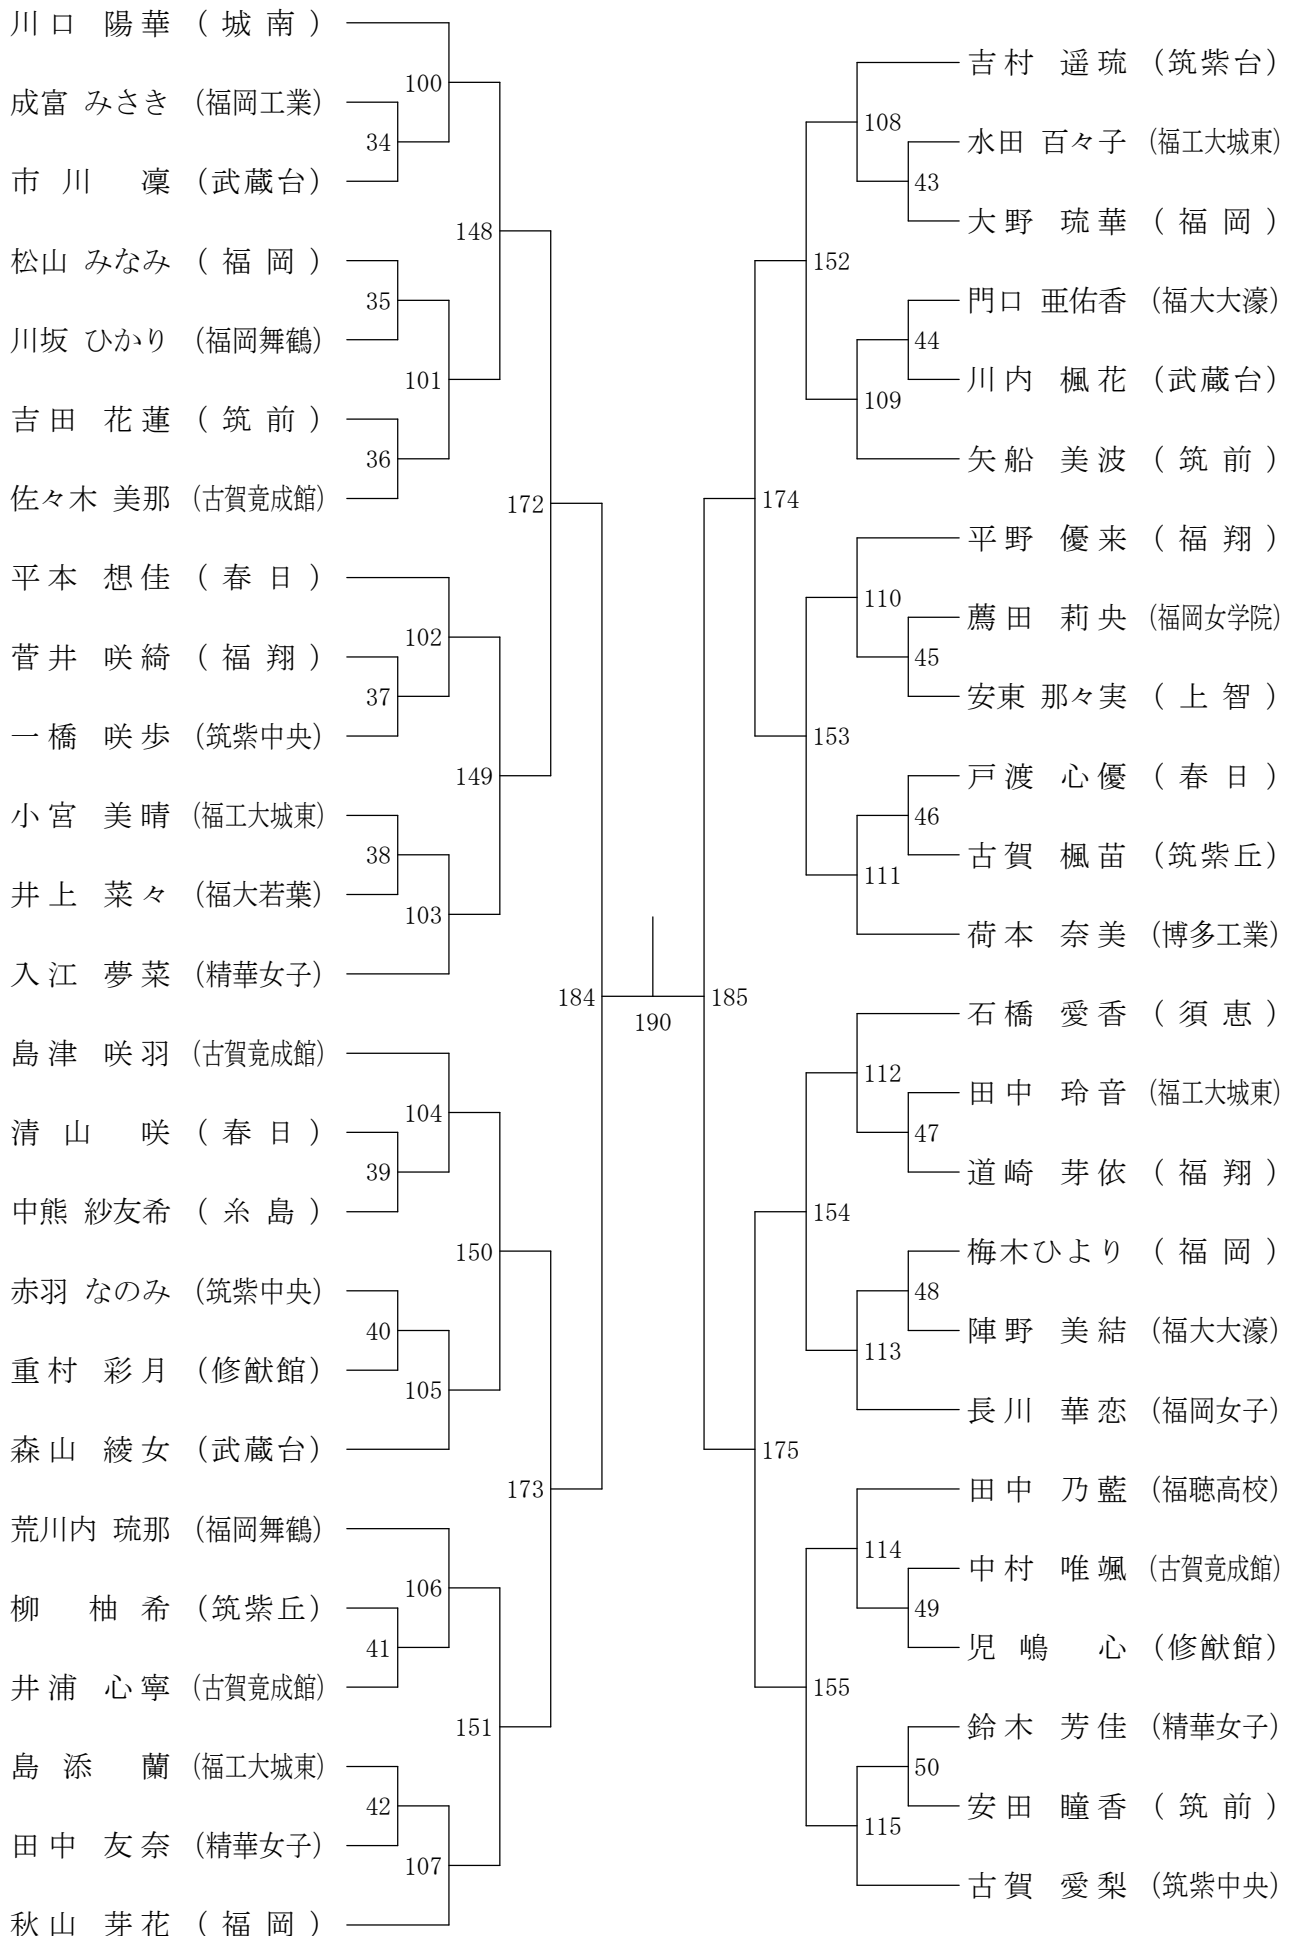 川口 陽華 (城南)
成富 みさき (福岡工業)
市川 凜 (武蔵台)
松山 みなみ (福岡)
川坂 ひかり (福岡舞鶴)
吉田 花蓮 (筑前)
佐々木 美那 (古賀竟成館)
平本 想佳 (春日)
菅井 咲綺 (福翔)
一橋 咲歩 (筑紫中央)
小宮 美晴 (福工大城東)
井上 菜々 (福大若葉)
入江 夢菜 (精華女子)
島津 咲羽 (古賀竟成館)
清山 咲 (春日)
中熊 紗友希 (糸島)
赤羽 なのみ (筑紫中央)
重村 彩月 (修猷館)
森山 綾女 (武蔵台)
荒川内 琉那 (福岡舞鶴)
柳 柚希 (筑紫丘)
井浦 心寧 (古賀竟成館)
島添 蘭 (福工大城東)
田中 友奈 (精華女子)
秋山 芽花 (福岡)
34
35
36
37
38
39
40
41
42
100
101
102
103
104
105
106
107
148
149
150
151
172
173
184
190
185
174
175
152
153
154
155
108
109
110
111
112
113
114
115
43
44
45
46
47
48
49
50
吉村 遥琉 (筑紫台)
水田 百々子 (福工大城東)
大野 琉華 (福岡)
門口 亜佑香 (福大大濠)
川内 楓花 (武蔵台)
矢船 美波 (筑前)
平野 優来 (福翔)
薦田 莉央 (福岡女学院)
安東 那々実 (上智)
戸渡 心優 (春日)
古賀 楓苗 (筑紫丘)
荷本 奈美 (博多工業)
石橋 愛香 (須恵)
田中 玲音 (福工大城東)
道崎 芽依 (福翔)
梅木ひより (福岡)
陣野 美結 (福大大濠)
長川 華恋 (福岡女子)
田中 乃藍 (福聴高校)
中村 唯颯 (古賀竟成館)
児嶋 心 (修猷館)
鈴木 芳佳 (精華女子)
安田 瞳香 (筑前)
古賀 愛梨 (筑紫中央)